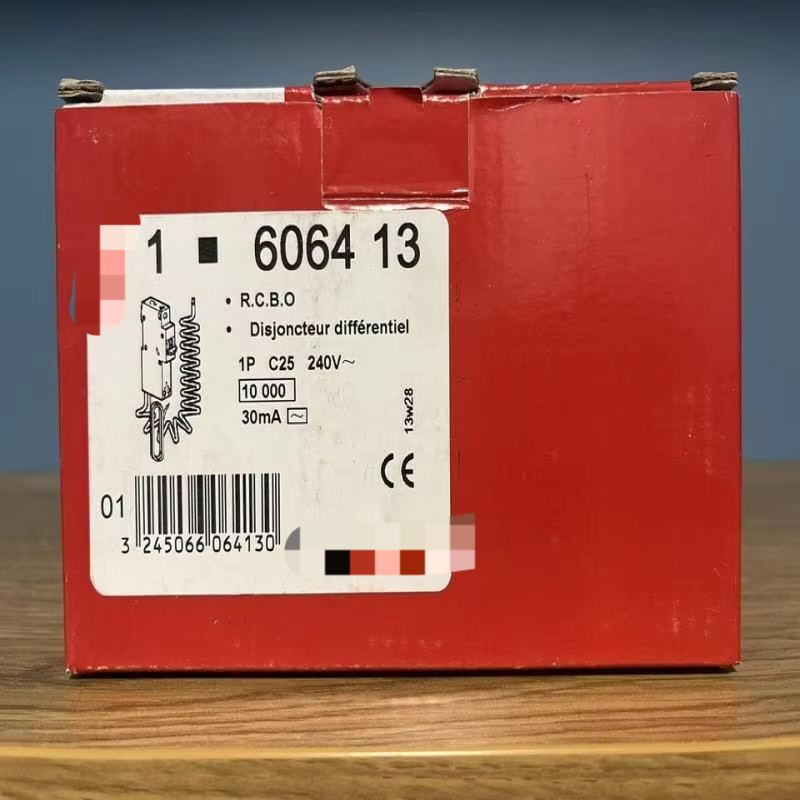 1 ■ 6064 13
• R.C.B.O
• Disjoncteur différentiel
1P C25 240V~
10 000
30mA ~
13w28
CE
01
3 245066 064130